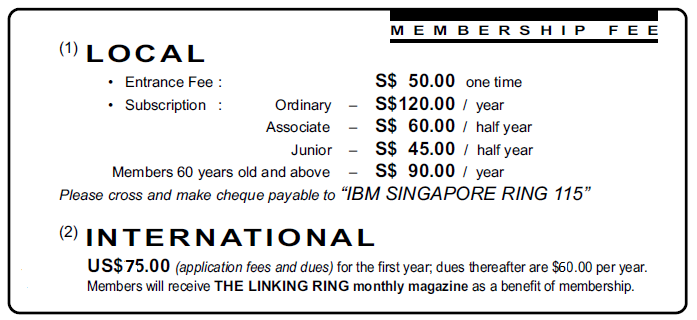 MEMBERSHIP FEE
(1) LOCAL
• Entrance Fee : S$ 50.00 one time
• Subscription : Ordinary – S$120.00 / year
Associate – S$ 60.00 / half year
Junior – S$ 45.00 / half year
Members 60 years old and above – S$ 90.00 / year
Please cross and make cheque payable to “IBM SINGAPORE RING 115”
(2) INTERNATIONAL
US$75.00 (application fees and dues) for the first year; dues thereafter are $60.00 per year.
Members will receive THE LINKING RING monthly magazine as a benefit of membership.